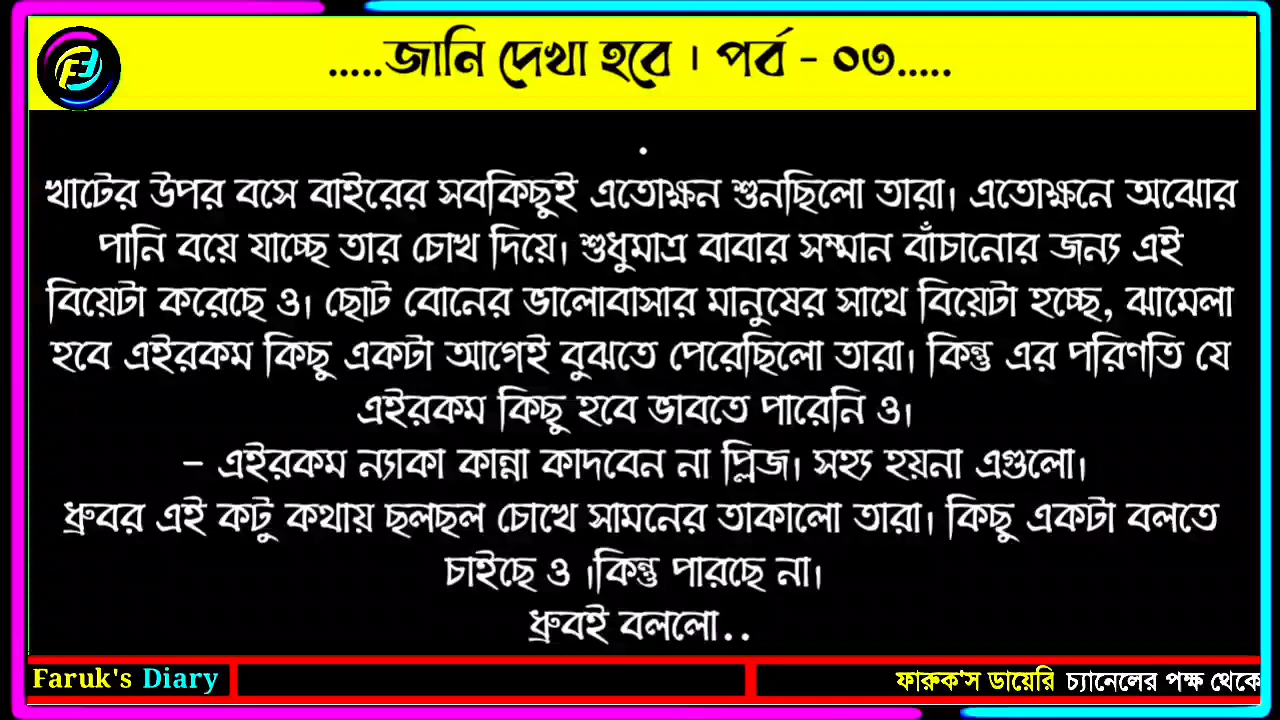 .....জানি দেখা হবে । পর্ব - ০৩.....
.
খাটের উপর বসে বাইরের সবকিছুই এতোক্ষন শুনছিলো তারা। এতোক্ষনে অঝোর
পানি বয়ে যাচ্ছে তার চোখ দিয়ে। শুধুমাত্র বাবার সম্মান বাঁচানোর জন্য এই
বিয়েটা করেছে ও। ছোট বোনের ভালোবাসার মানুষের সাথে বিয়েটা হচ্ছে, ঝামেলা
হবে এইরকম কিছু একটা আগেই বুঝতে পেরেছিলো তারা। কিন্তু এর পরিণতি যে
এইরকম কিছু হবে ভাবতে পারেনি ও।
- এইরকম ন্যাকা কান্না কাদবেন না প্লিজ। সহ্য হয়না এগুলো।
ধ্রুবর এই কটু কথায় ছলছল চোখে সামনের তাকালো তারা। কিছু একটা বলতে
চাইছে ও ।কিন্তু পারছে না।
ধ্রুবই বললো..
Faruk's Diary
ফারুক'স ডায়েরি চ্যানেলের পক্ষ থেকে